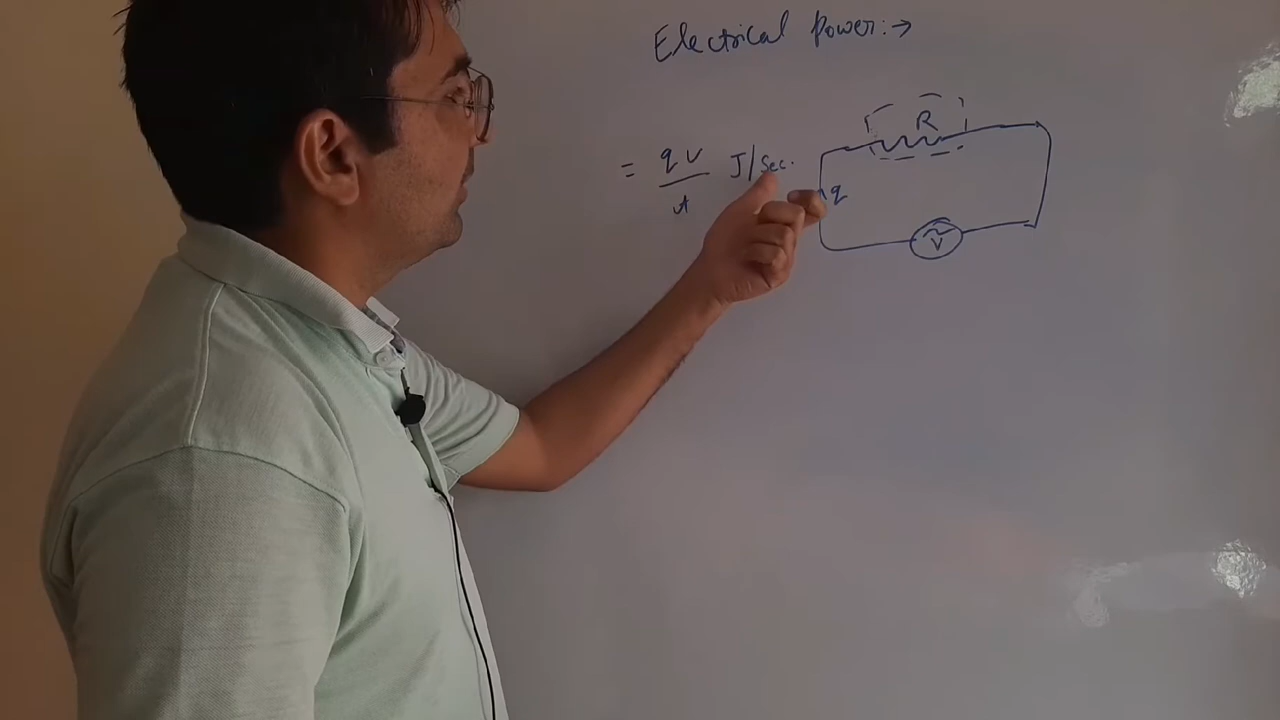 Electrical Power:→
R
= qV/t J/Sec.
q
V